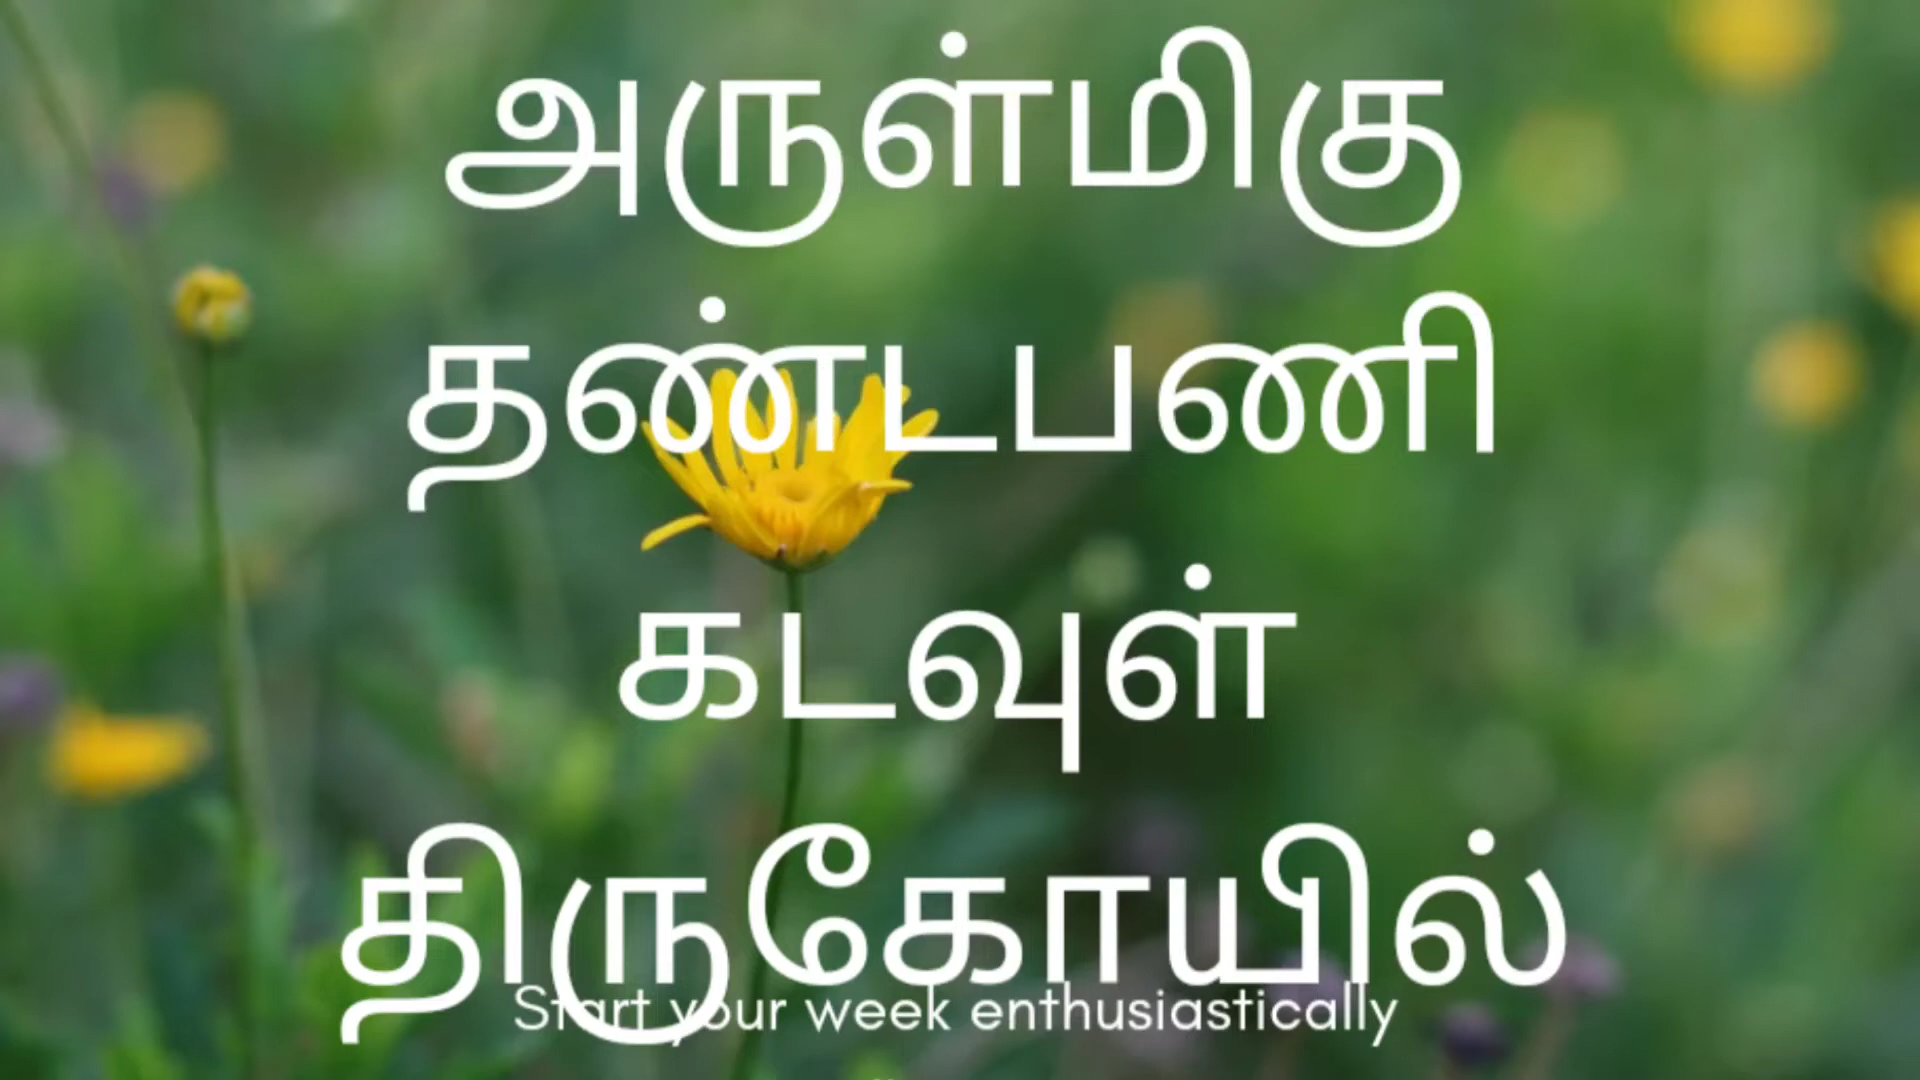 அருள்மிகு
தண்டபணி
கடவுள்
திருகோயில்
Start your week enthusiastically